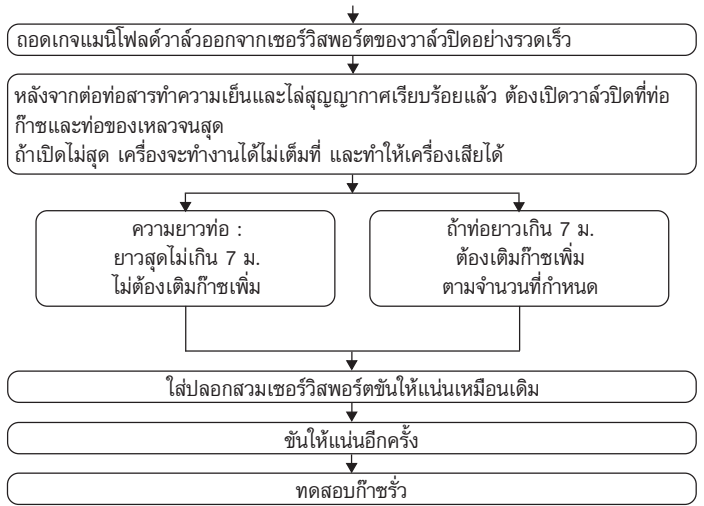 ถอดเกจแมนิโฟลด์วาล์วออกจากเซอร์วิสพอร์ตของวาล์วปิดอย่างรวดเร็ว
หลังจากต่อท่อสารทำความเย็นและไล่สุญญากาศเรียบร้อยแล้ว ต้องเปิดวาล์วปิดที่ท่อ
ก๊าซและท่อของเหลวจนสุด
ถ้าเปิดไม่สุด เครื่องจะทำงานได้ไม่เต็มที่ และทำให้เครื่องเสียได้
ความยาวท่อ :
ยาวสุดไม่เกิน 7 ม.
ไม่ต้องเติมก๊าซเพิ่ม
ถ้าท่อยาวเกิน 7 ม.
ต้องเติมก๊าซเพิ่ม
ตามจำนวนที่กำหนด
ใส่ปลอกสวมเซอร์วิสพอร์ตขันให้แน่นเหมือนเดิม
ขันให้แน่นอีกครั้ง
ทดสอบก๊าซรั่ว